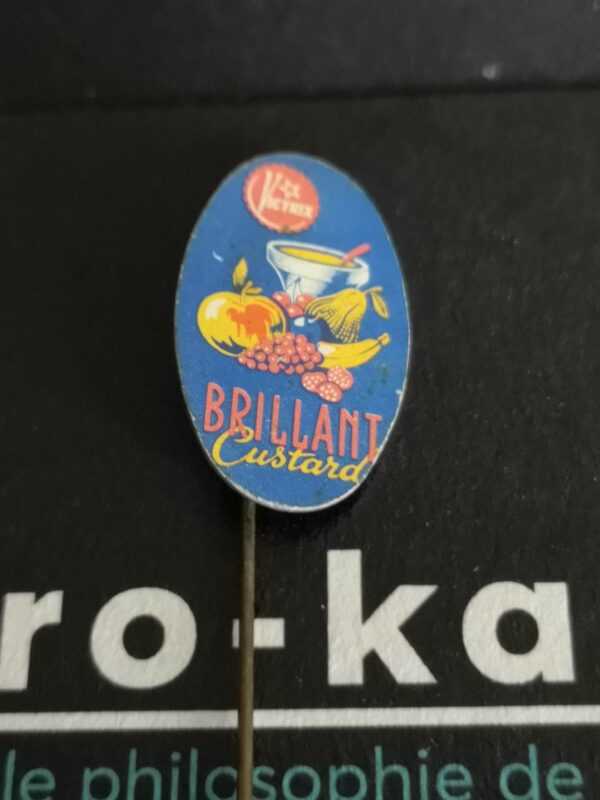 Victrix
BRILLANT
Custard
ro-ka
le philosophie de